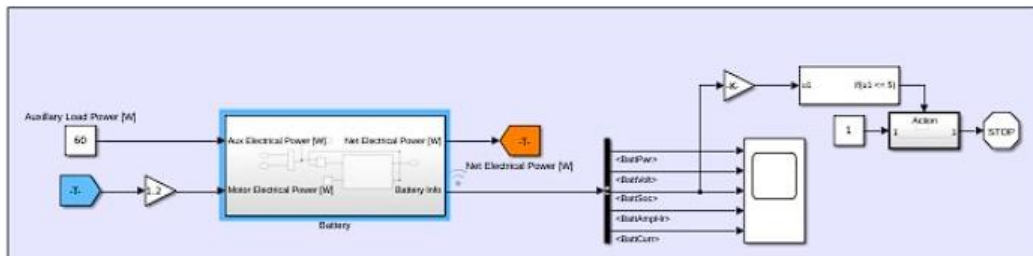 -K-
u1
if(u1 <= 5)
Auxiliary Load Power [W]
60
Aux Electrical Power [W]
Net Electrical Power [W]
-T-
1
Action
1
1
STOP
Net Electrical Power [W]
-T-
1.2
Motor Electrical Power [W]
Battery Info
Battery
<BattPwr>
<BattVolt>
<BattSoc>
<BattAmpHr>
<BattCurr>